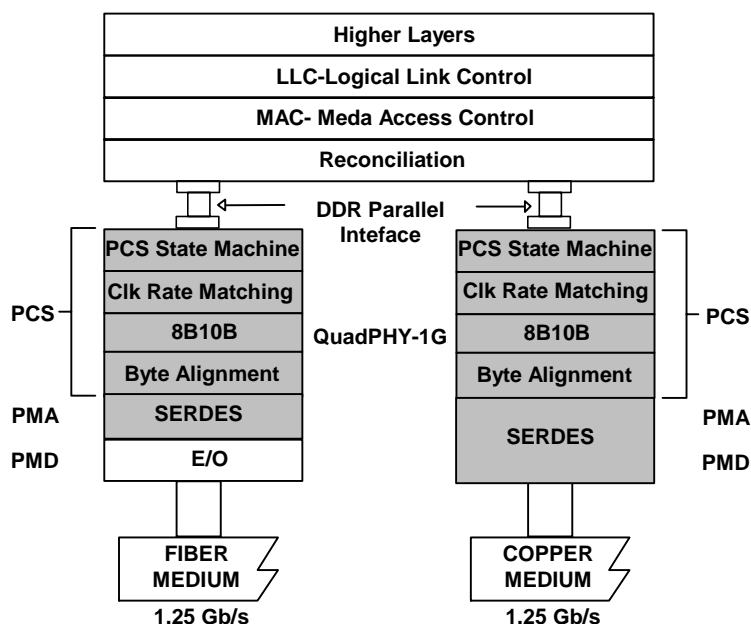 Higher Layers
LLC-Logical Link Control
MAC- Meda Access Control
Reconciliation
DDR Parallel
Inteface
PCS State Machine
Clk Rate Matching
8B10B
Byte Alignment
SERDES
E/O
PCS
PMA
PMD
FIBER
MEDIUM
1.25 Gb/s
QuadPHY-1G
PCS State Machine
Clk Rate Matching
8B10B
Byte Alignment
SERDES
PCS
PMA
PMD
COPPER
MEDIUM
1.25 Gb/s